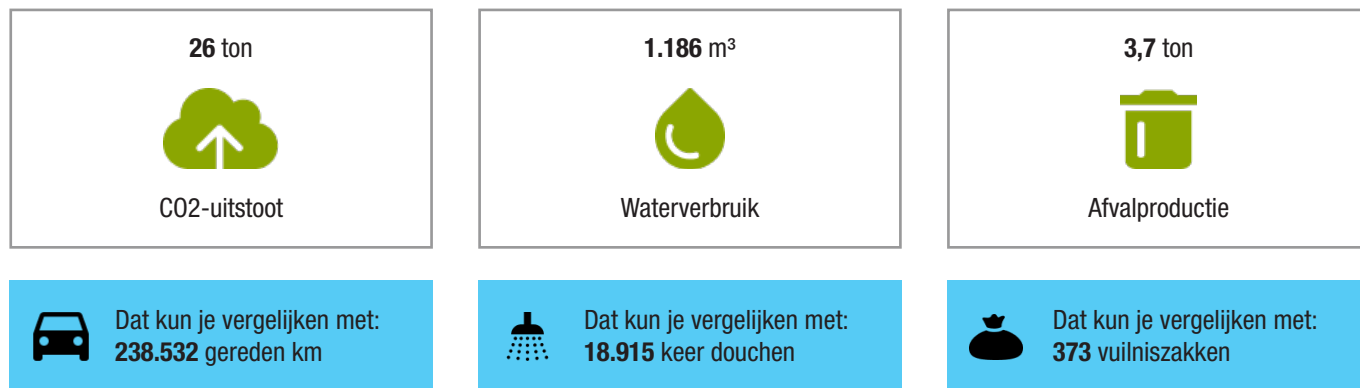 26 ton
CO2-uitstoot
Dat kun je vergelijken met:
238.532 gereden km
1.186 m³
Waterverbruik
Dat kun je vergelijken met:
18.915 keer douchen
3,7 ton
Afvalproductie
Dat kun je vergelijken met:
373 vuilniszakken